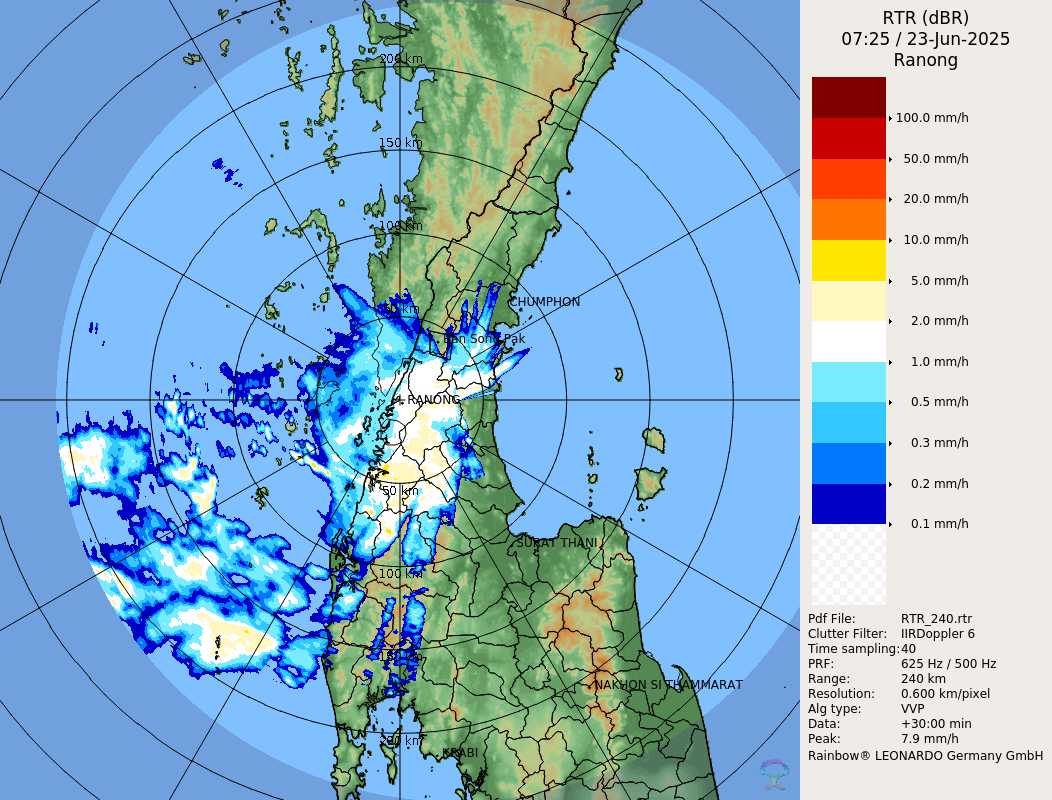 RTR (dBR)
07:25 / 23-Jun-2025
Ranong
100.0 mm/h
50.0 mm/h
20.0 mm/h
10.0 mm/h
5.0 mm/h
2.0 mm/h
1.0 mm/h
0.5 mm/h
0.3 mm/h
0.2 mm/h
0.1 mm/h
Pdf File: RTR_240.rtr
Clutter Filter: IIRDoppler 6
Time sampling:40
PRF: 625 Hz / 500 Hz
Range: 240 km
Resolution: 0.600 km/pixel
Alg type: VVP
Data: +30:00 min
Peak: 7.9 mm/h
Rainbow® LEONARDO Germany GmbH
200 km
150 km
100 km
50 km
CHUMPHON
Ban Song Pak
RANONG
50 km
SURAT THANI
100 km
150 km
NAKHON SI THAMMARAT
200 km
KRABI